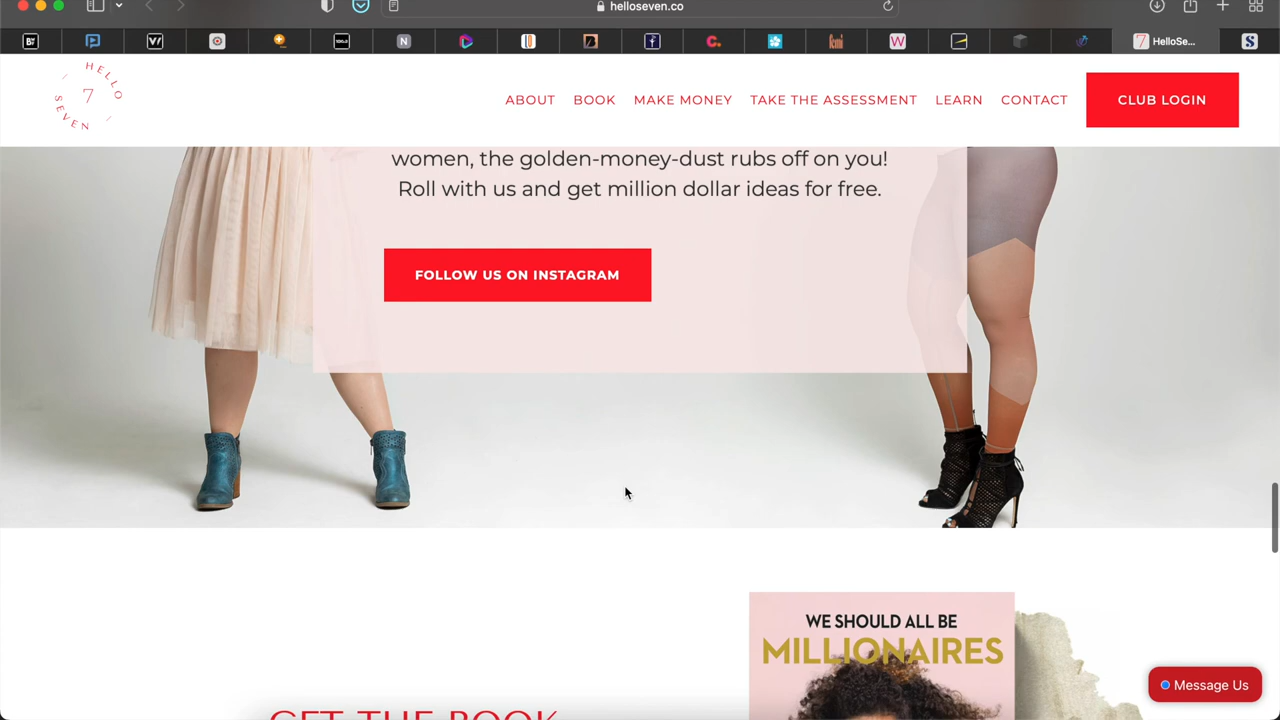 helloseven.co
HelloSe...
HELLO
7
SEVEN
ABOUT BOOK MAKE MONEY TAKE THE ASSESSMENT LEARN CONTACT CLUB LOGIN
women, the golden-money-dust rubs off on you!
Roll with us and get million dollar ideas for free.
FOLLOW US ON INSTAGRAM
WE SHOULD ALL BE
MILLIONAIRES
Message Us
GET THE BOOK